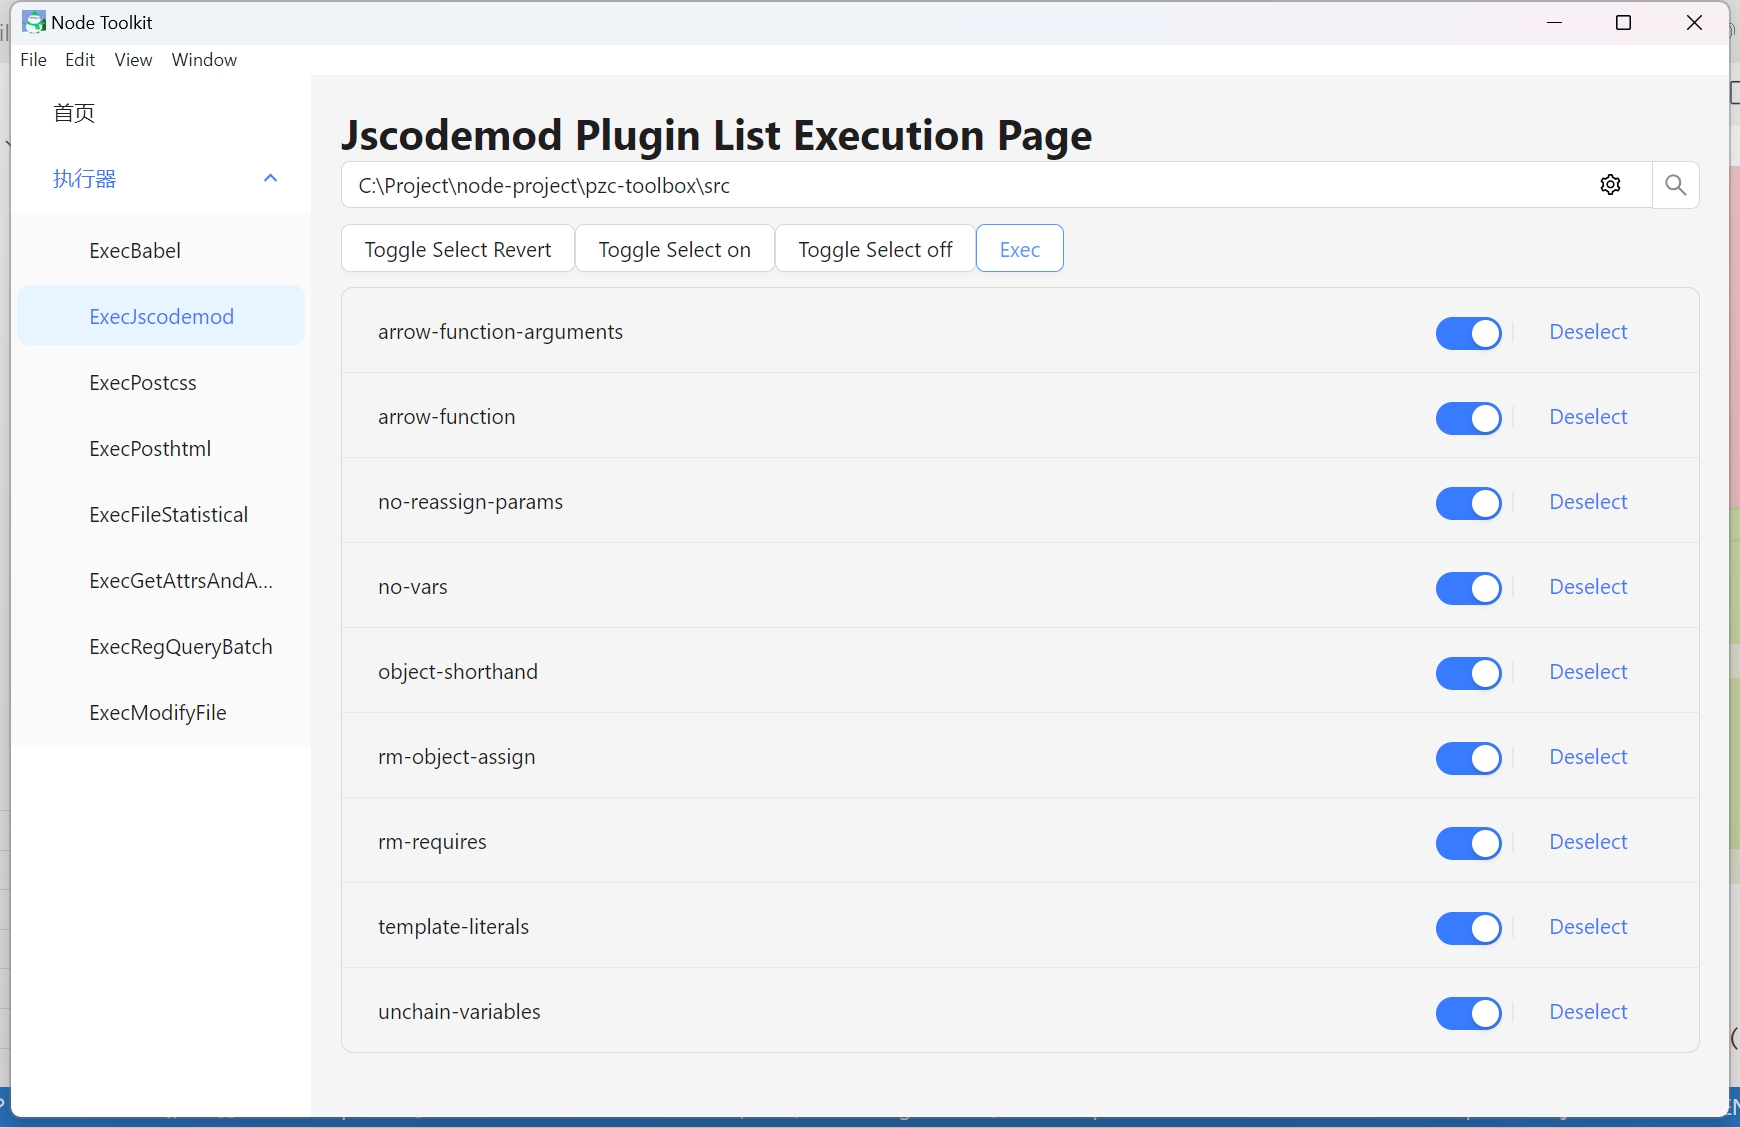 Node Toolkit
File Edit View Window
首页
执行器
ExecBabel
ExecJscodemod
ExecPostcss
ExecPosthtml
ExecFileStatistical
ExecGetAttrsAndA...
ExecRegQueryBatch
ExecModifyFile
Jscodemod Plugin List Execution Page
C:\Project\node-project\pzc-toolbox\src
Toggle Select Revert Toggle Select on Toggle Select off Exec
arrow-function-arguments Deselect
arrow-function Deselect
no-reassign-params Deselect
no-vars Deselect
object-shorthand Deselect
rm-object-assign Deselect
rm-requires Deselect
template-literals Deselect
unchain-variables Deselect